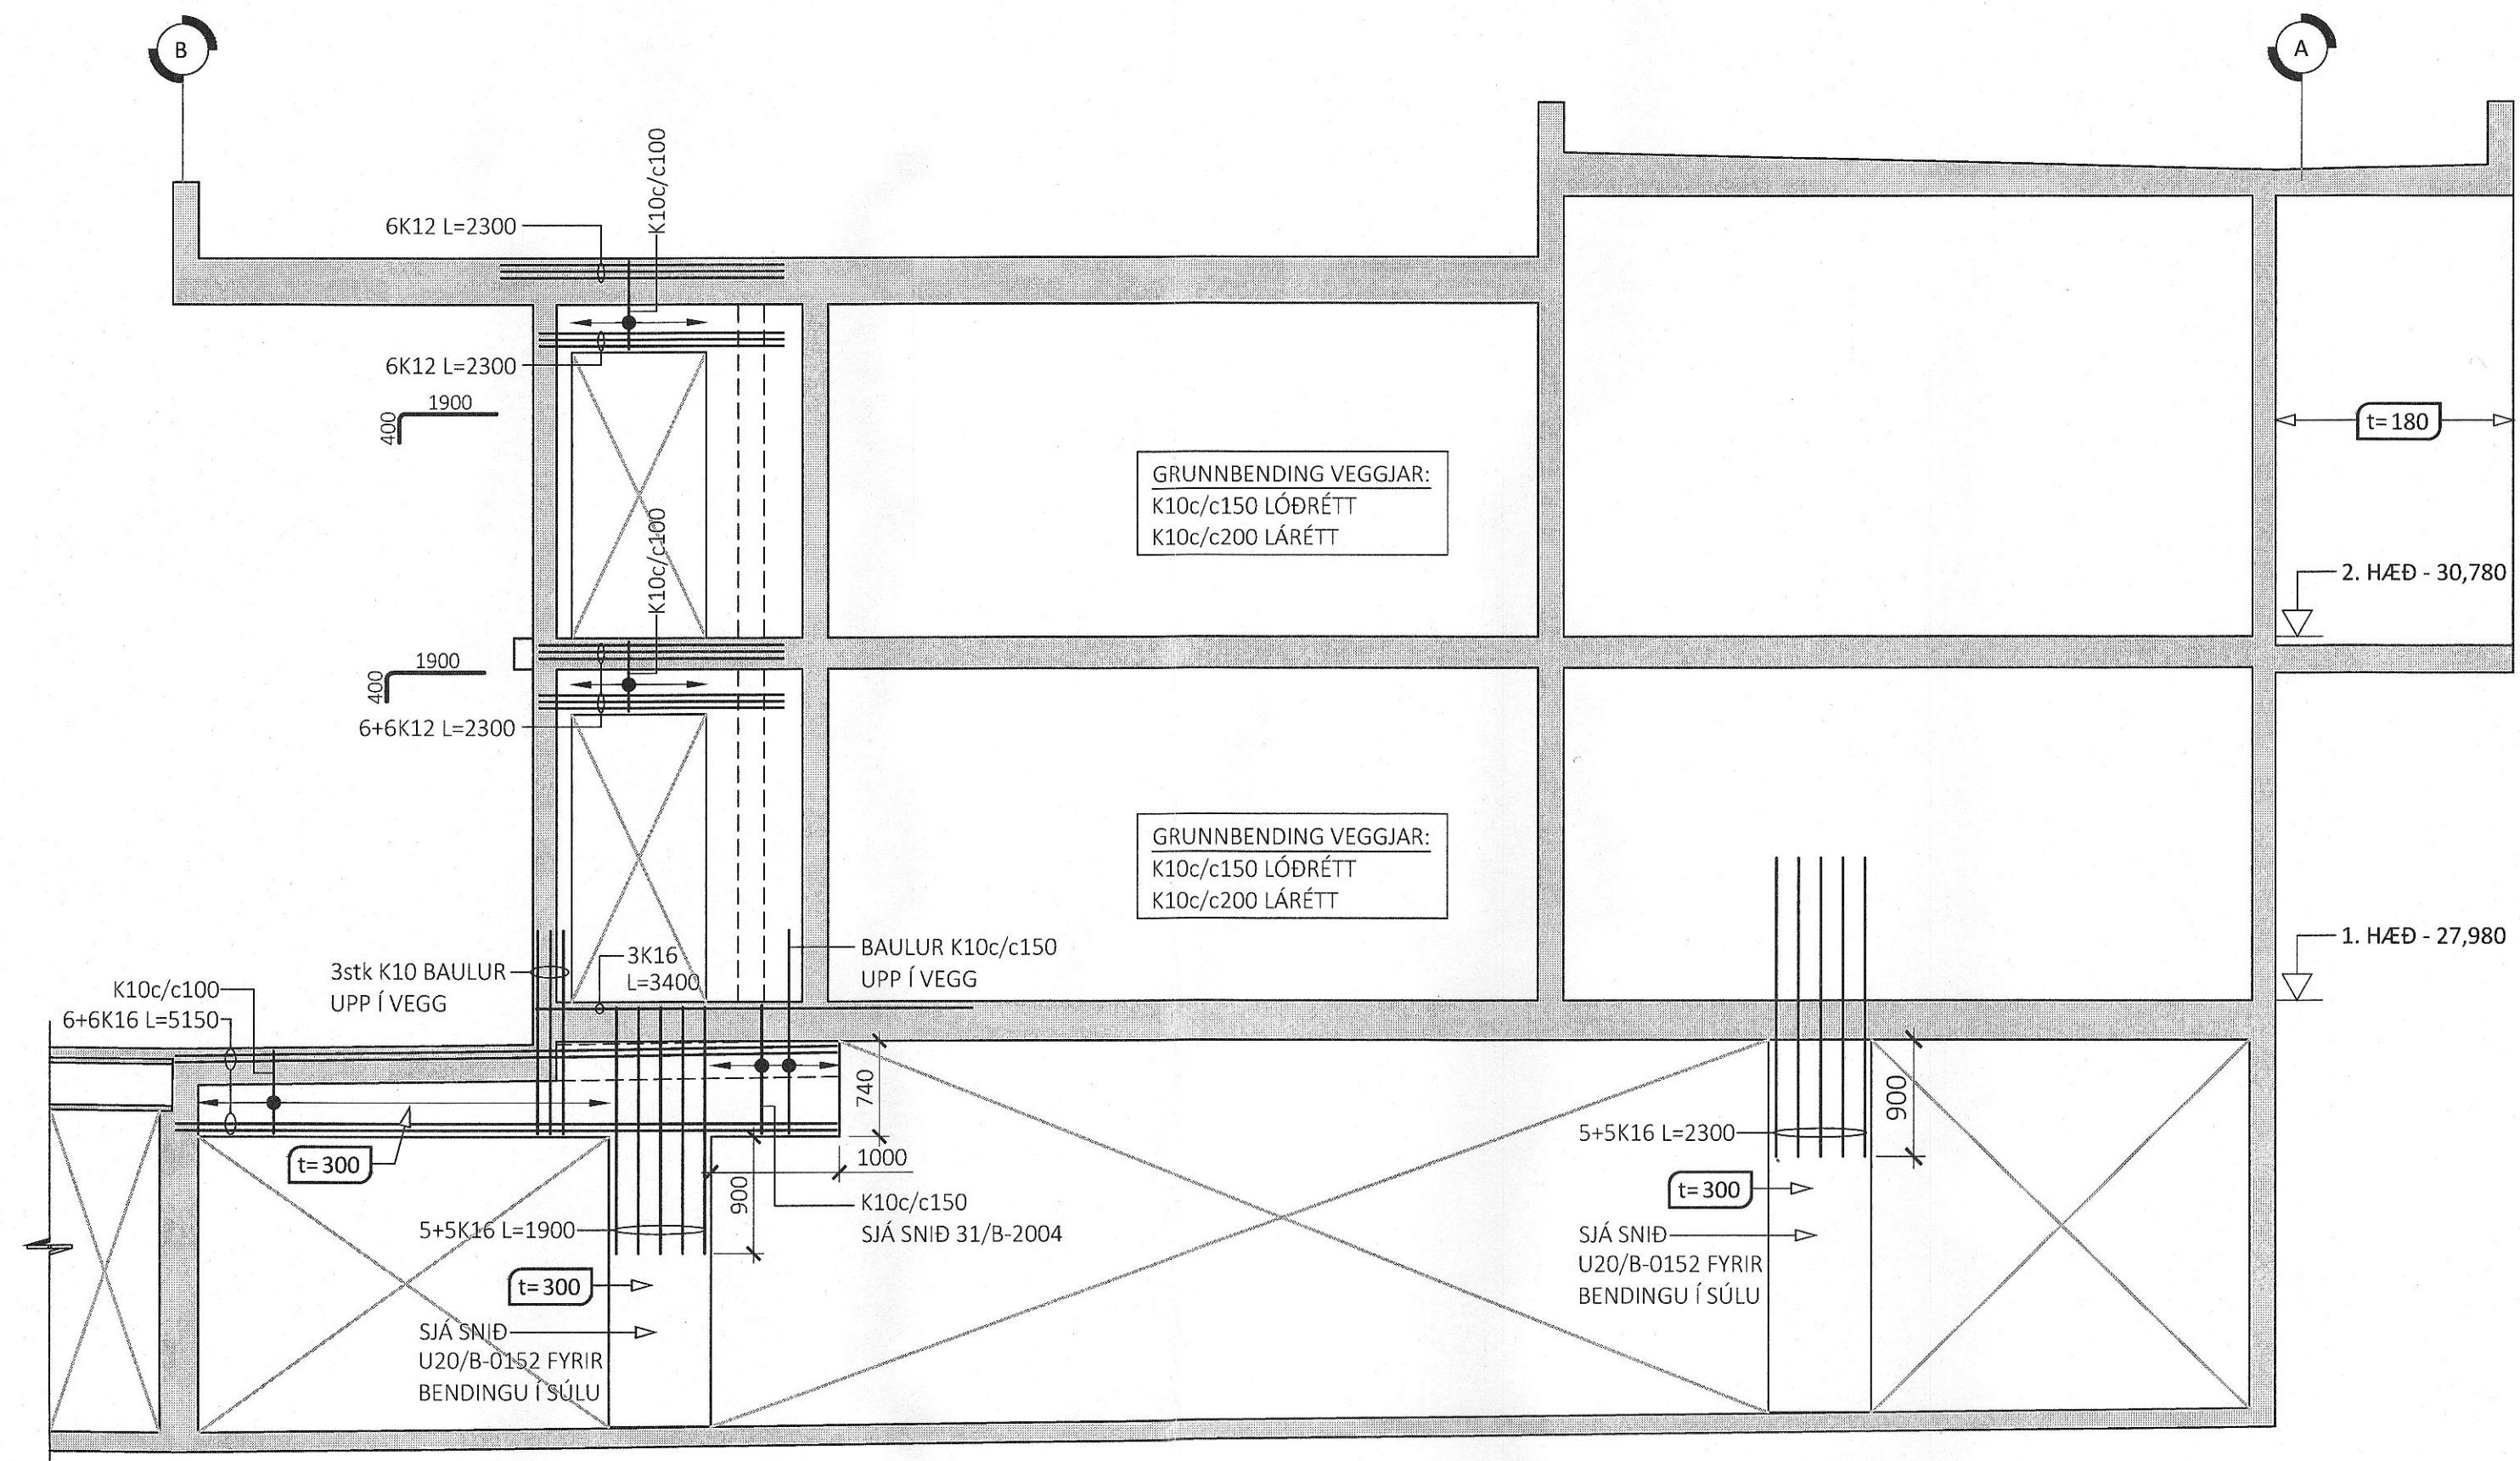 B
A
K10c/c100
6K12 L=2300
6K12 L=2300
1900
400
t=180
GRUNNBENDING VEGGJAR:
K10c/c150 LÓÐRÉTT
K10c/c200 LÁRÉTT
K10c/c100
2. HÆÐ - 30,780
1900
400
6+6K12 L=2300
GRUNNBENDING VEGGJAR:
K10c/c150 LÓÐRÉTT
K10c/c200 LÁRÉTT
1. HÆÐ - 27,980
BAULUR K10c/c150
UPP Í VEGG
3K16
L=3400
3stk K10 BAULUR
UPP Í VEGG
K10c/c100
6+6K16 L=5150
740
900
5+5K16 L=2300
t=300
1000
t=300
K10c/c150
SJÁ SNIÐ 31/B-2004
900
5+5K16 L=1900
SJÁ SNIÐ
U20/B-0152 FYRIR
BENDINGU Í SÚLU
t=300
SJÁ SNIÐ
U20/B-0152 FYRIR
BENDINGU Í SÚLU